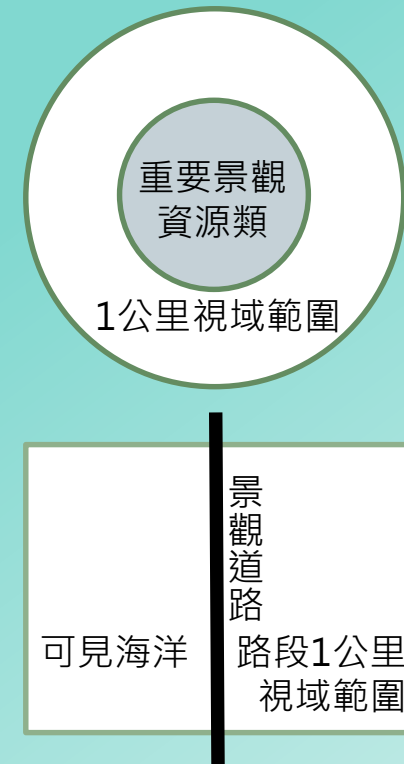 重要景觀
資源類
1公里視域範圍
景觀道路
可見海洋
路段1公里
視域範圍